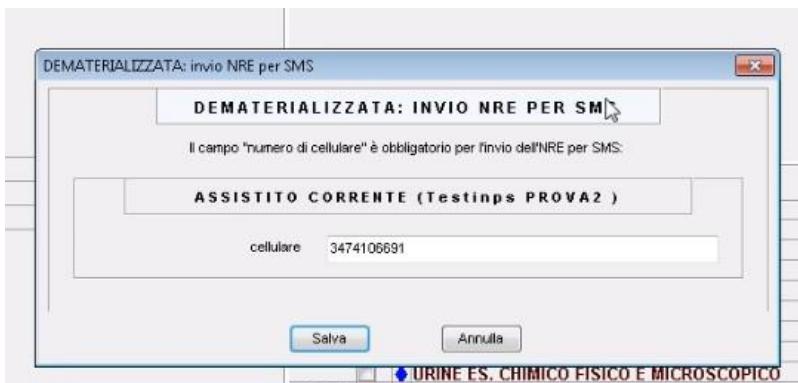 DEMATERIALIZZATA: invio NRE per SMS
DEMATERIALIZZATA: INVIO NRE PER SMS
Il campo "numero di cellulare" è obbligatorio per l'invio dell'NRE per SMS:
ASSISTITO CORRENTE (Testinps PROVA2 )
cellulare 3474106691
Salva Annulla
URINE ES. CHIMICO FISICO E MICROSCOPICO